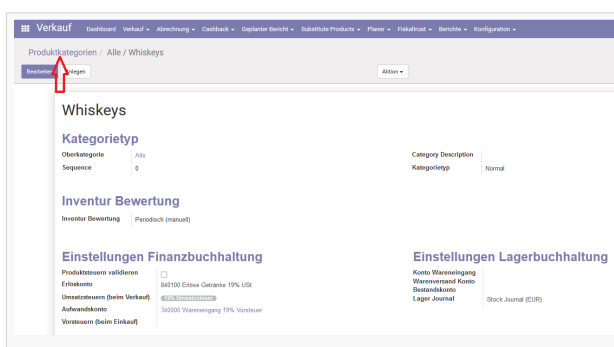 Verkauf Dashboard Verkauf Abrechnung Cashback Geplanter Bericht Substitute Products Planer Fiskaltrust Berichte Konfiguration
Produktkategorien / Alle / Whiskeys
Bearbeiten Anlegen Aktion
Whiskeys
Kategorietyp
Oberkategorie Alle Category Description
Sequence 0 Kategorietyp Normal
Inventur Bewertung
Inventur Bewertung Periodisch (manuell)
Einstellungen Finanzbuchhaltung Einstellungen Lagerbuchhaltung
Produktsteuern validieren Konto Wareneingang
Erlöskonto 840100 Erlöse Getränke 19% USt Warenversand Konto
Bestandskonto
Umsatzsteuern (beim Verkauf) 19% Umsatzsteuer Lager Journal Stock Journal (EUR)
Aufwandskonto 340000 Wareneingang 19% Vorsteuer
Vorsteuern (beim Einkauf)